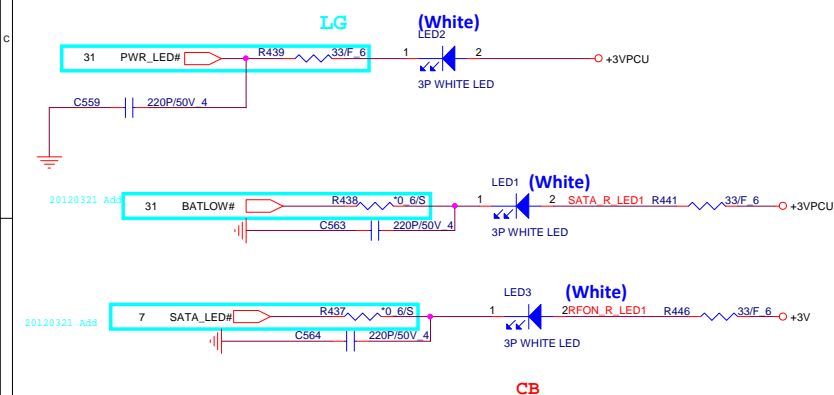 LG
(White)
LED2
C
31 PWR_LED# R439 33/F_6 1 2 +3VPCU
3P WHITE LED
C559 220P/50V_4
LED1 (White)
20120321 Add 31 BATLOW# R438 *0_6/S 1 2 SATA_R_LED1 R441 33/F_6 +3VPCU
C563 220P/50V_4 3P WHITE LED
LED3 (White)
20120321 Add 7 SATA_LED# R437 *0_6/S 1 2 RFON_R_LED1 R446 33/F_6 +3V
C564 220P/50V_4 3P WHITE LED
CB